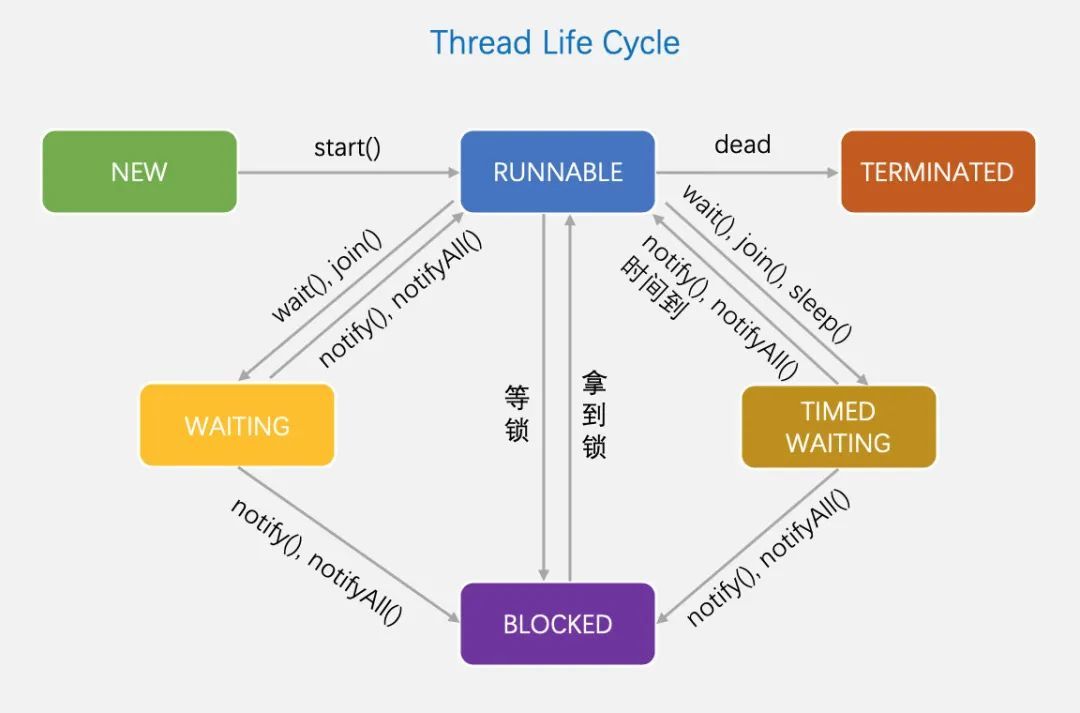 Thread Life Cycle
NEW
start()
RUNNABLE
dead
TERMINATED
wait(), join()
notify(), notifyAll()
wait(), join(), sleep()
notify(), notifyAll()
时间到
等
锁
拿
到
锁
WAITING
TIMED
WAITING
notify(), notifyAll()
notify(), notifyAll()
BLOCKED